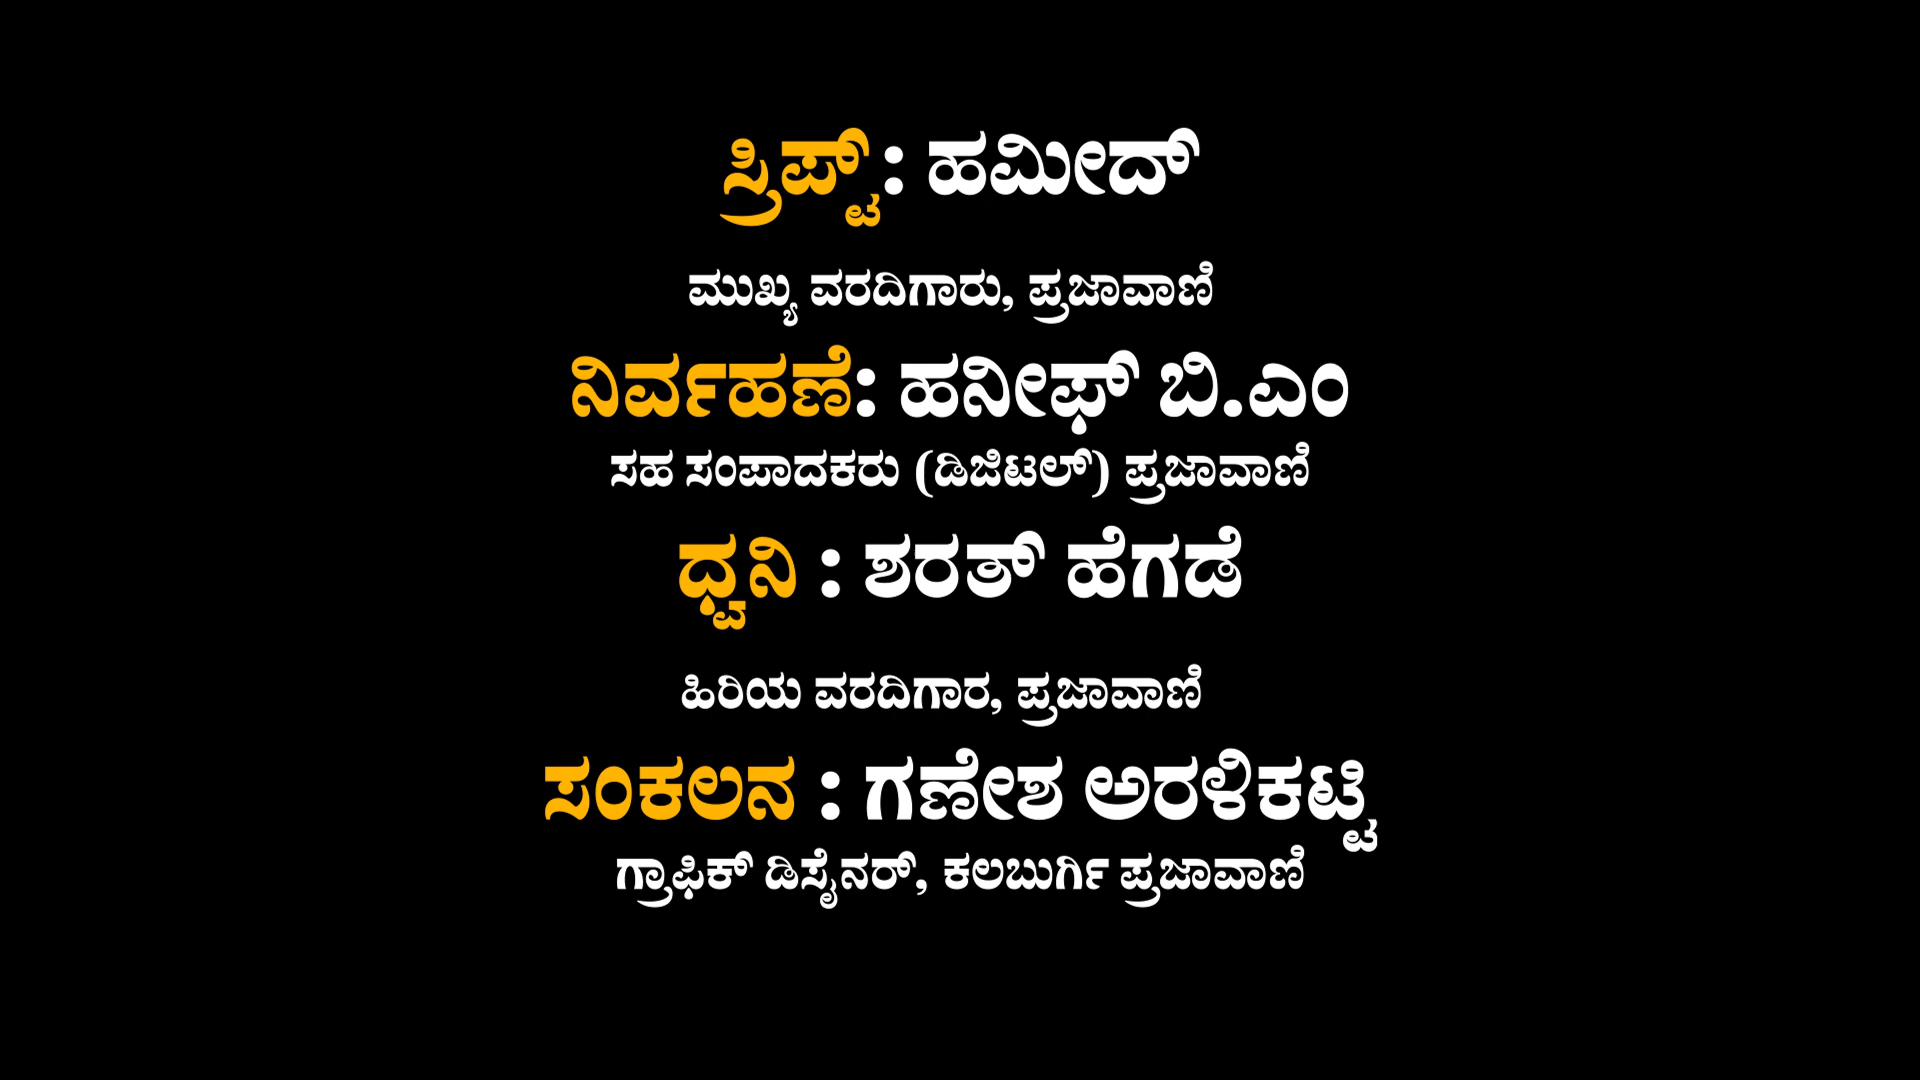 ಸ್ರಿಪ್ಟ್: ಹಮೀದ್
ಮುಖ್ಯ ವರದಿಗಾರು, ಪ್ರಜಾವಾಣಿ
ನಿರ್ವಹಣೆ: ಹನೀಫ್ ಬಿ.ಎಂ
ಸಹ ಸಂಪಾದಕರು (ಡಿಜಿಟಲ್) ಪ್ರಜಾವಾಣಿ
ಧ್ವನಿ : ಶರತ್ ಹೆಗಡೆ
ಹಿರಿಯ ವರದಿಗಾರ, ಪ್ರಜಾವಾಣಿ
ಸಂಕಲನ : ಗಣೇಶ ಅರಳಿಕಟ್ಟಿ
ಗ್ರಾಫಿಕ್ ಡಿಸೈನರ್, ಕಲಬುರ್ಗಿ ಪ್ರಜಾವಾಣಿ